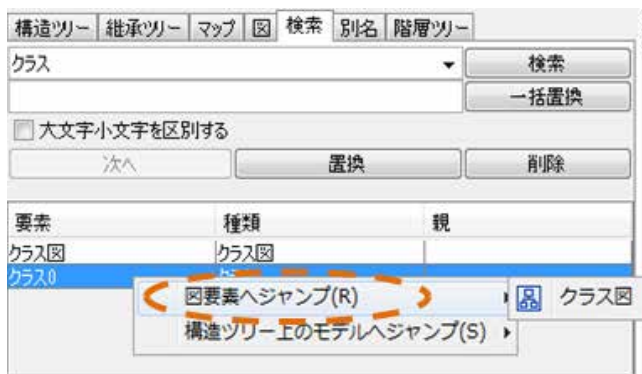 構造ツリー 継承ツリー マップ 図 検索 別名 階層ツリー
クラス 検索
一括置換
大文字小文字を区別する
次へ 置換 削除
要素 種類 親
クラス図 クラス図
クラス0
図要素へジャンプ(R) クラス図
構造ツリー上のモデルへジャンプ(S)